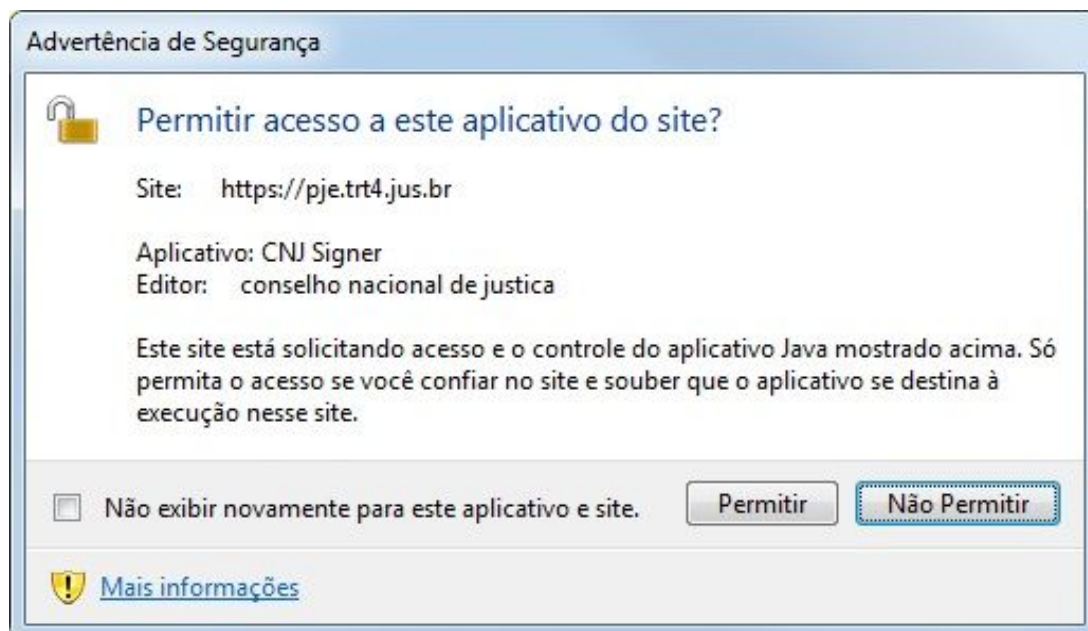 Advertência de Segurança
Permitir acesso a este aplicativo do site?
Site: https://pje.trt4.jus.br
Aplicativo: CNJ Signer
Editor: conselho nacional de justica
Este site está solicitando acesso e o controle do aplicativo Java mostrado acima. Só
permita o acesso se você confiar no site e souber que o aplicativo se destina à
execução nesse site.
Não exibir novamente para este aplicativo e site. Permitir Não Permitir
Mais informações